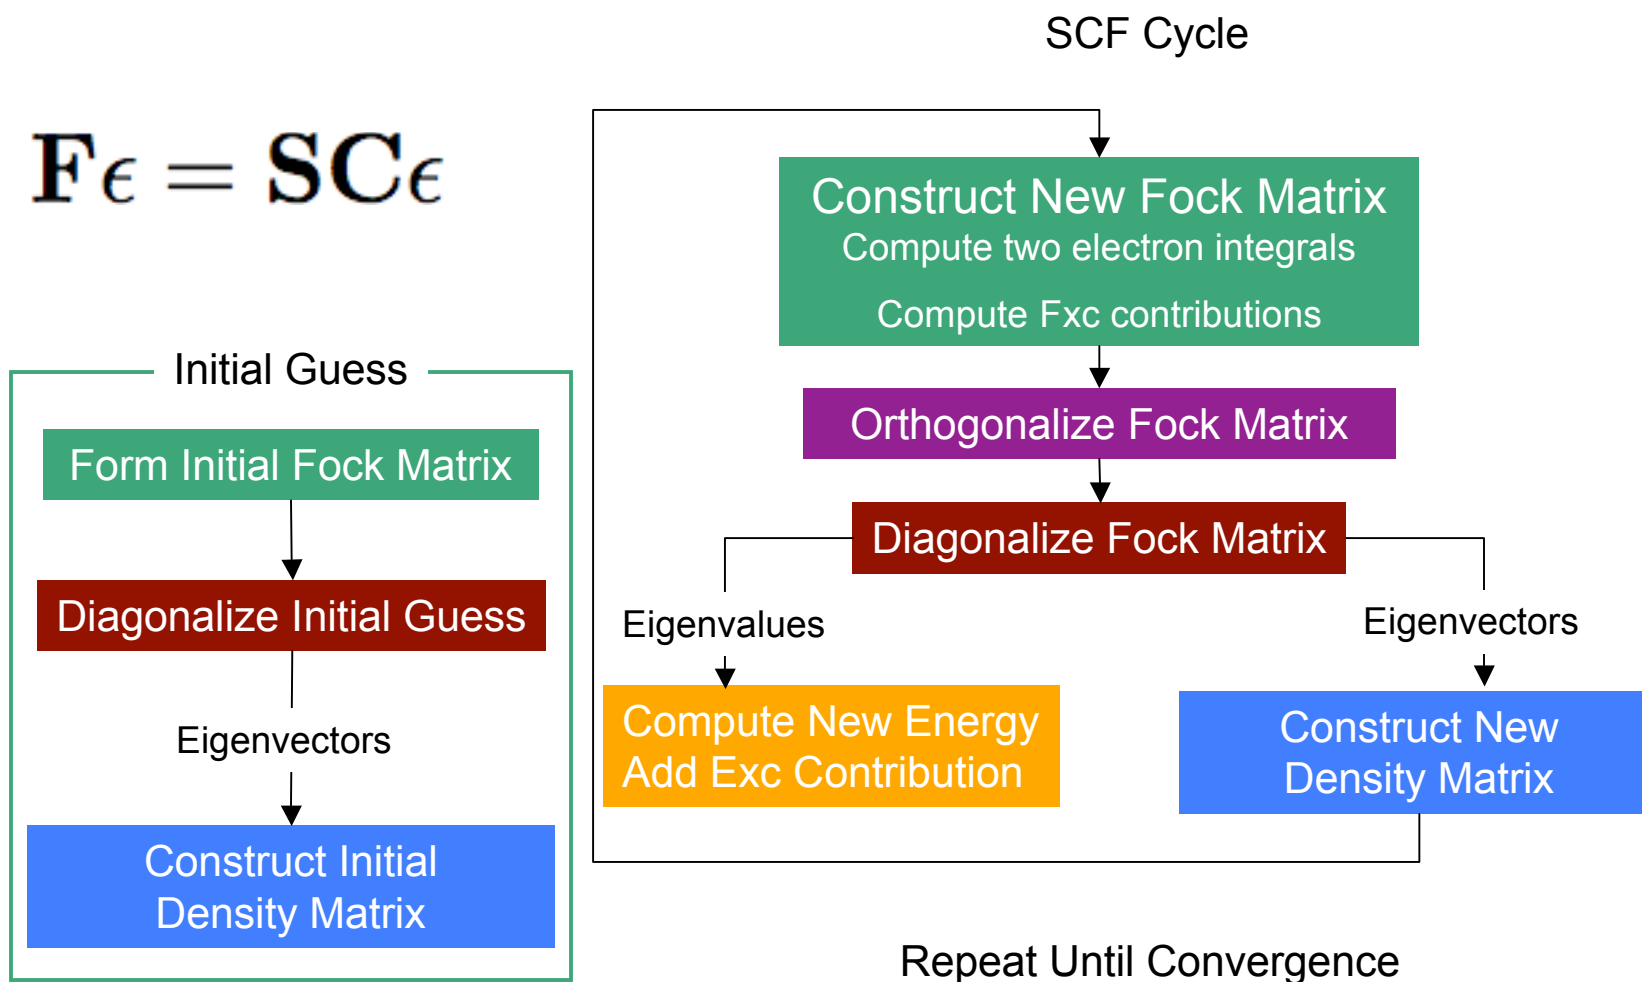 SCF Cycle
Fϵ = SCϵ
Initial Guess
Form Initial Fock Matrix
Diagonalize Initial Guess
Eigenvectors
Construct Initial
Density Matrix
Construct New Fock Matrix
Compute two electron integrals
Compute Fxc contributions
Orthogonalize Fock Matrix
Diagonalize Fock Matrix
Eigenvalues
Eigenvectors
Compute New Energy
Add Exc Contribution
Construct New
Density Matrix
Repeat Until Convergence